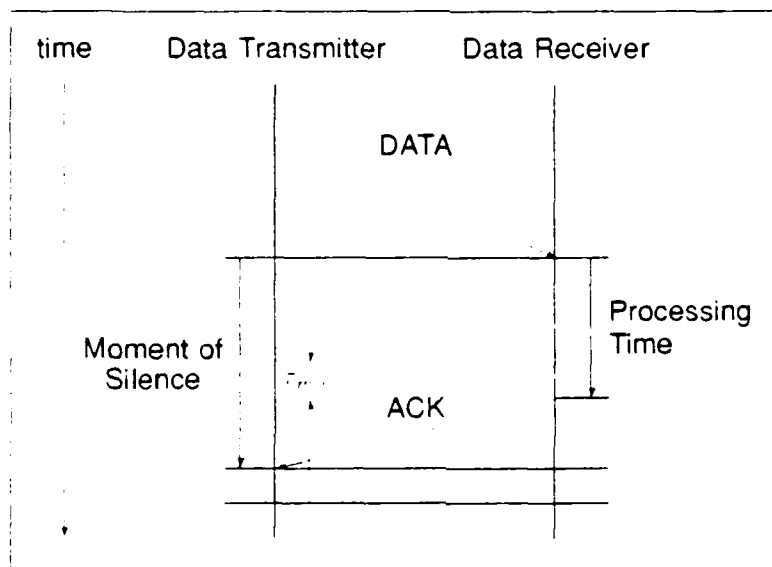 time
Data Transmitter
Data Receiver
DATA
Processing
Time
Moment of
Silence
ACK